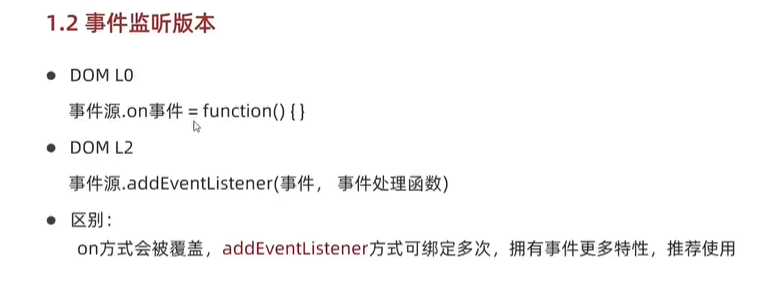 1.2 事件监听版本
● DOM L0
事件源.on事件 = function() { }
● DOM L2
事件源.addEventListener(事件， 事件处理函数)
● 区别：
on方式会被覆盖，addEventListener方式可绑定多次，拥有事件更多特性，推荐使用